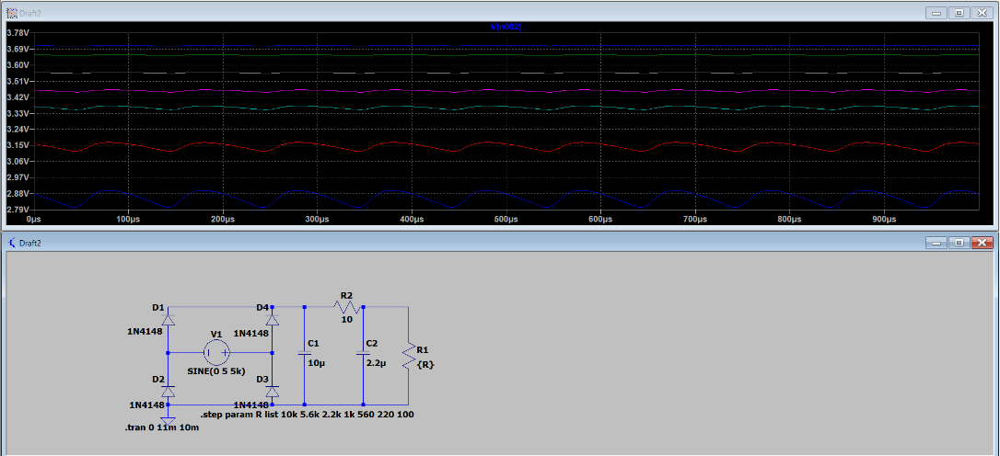 Draft2
V[n002]
3.78V
3.69V
3.60V
3.51V
3.42V
3.33V
3.24V
3.15V
3.06V
2.97V
2.88V
2.79V
0µs 100µs 200µs 300µs 400µs 500µs 600µs 700µs 800µs 900µs
Draft2
R2
10
D1
D4
1N4148
1N4148
V1
SINE(0 5 5k)
C1
10µ
C2
2.2µ
R1
{R}
D2
D3
1N4148
1N4148
.step param R list 10k 5.6k 2.2k 1k 560 220 100
.tran 0 11m 10m